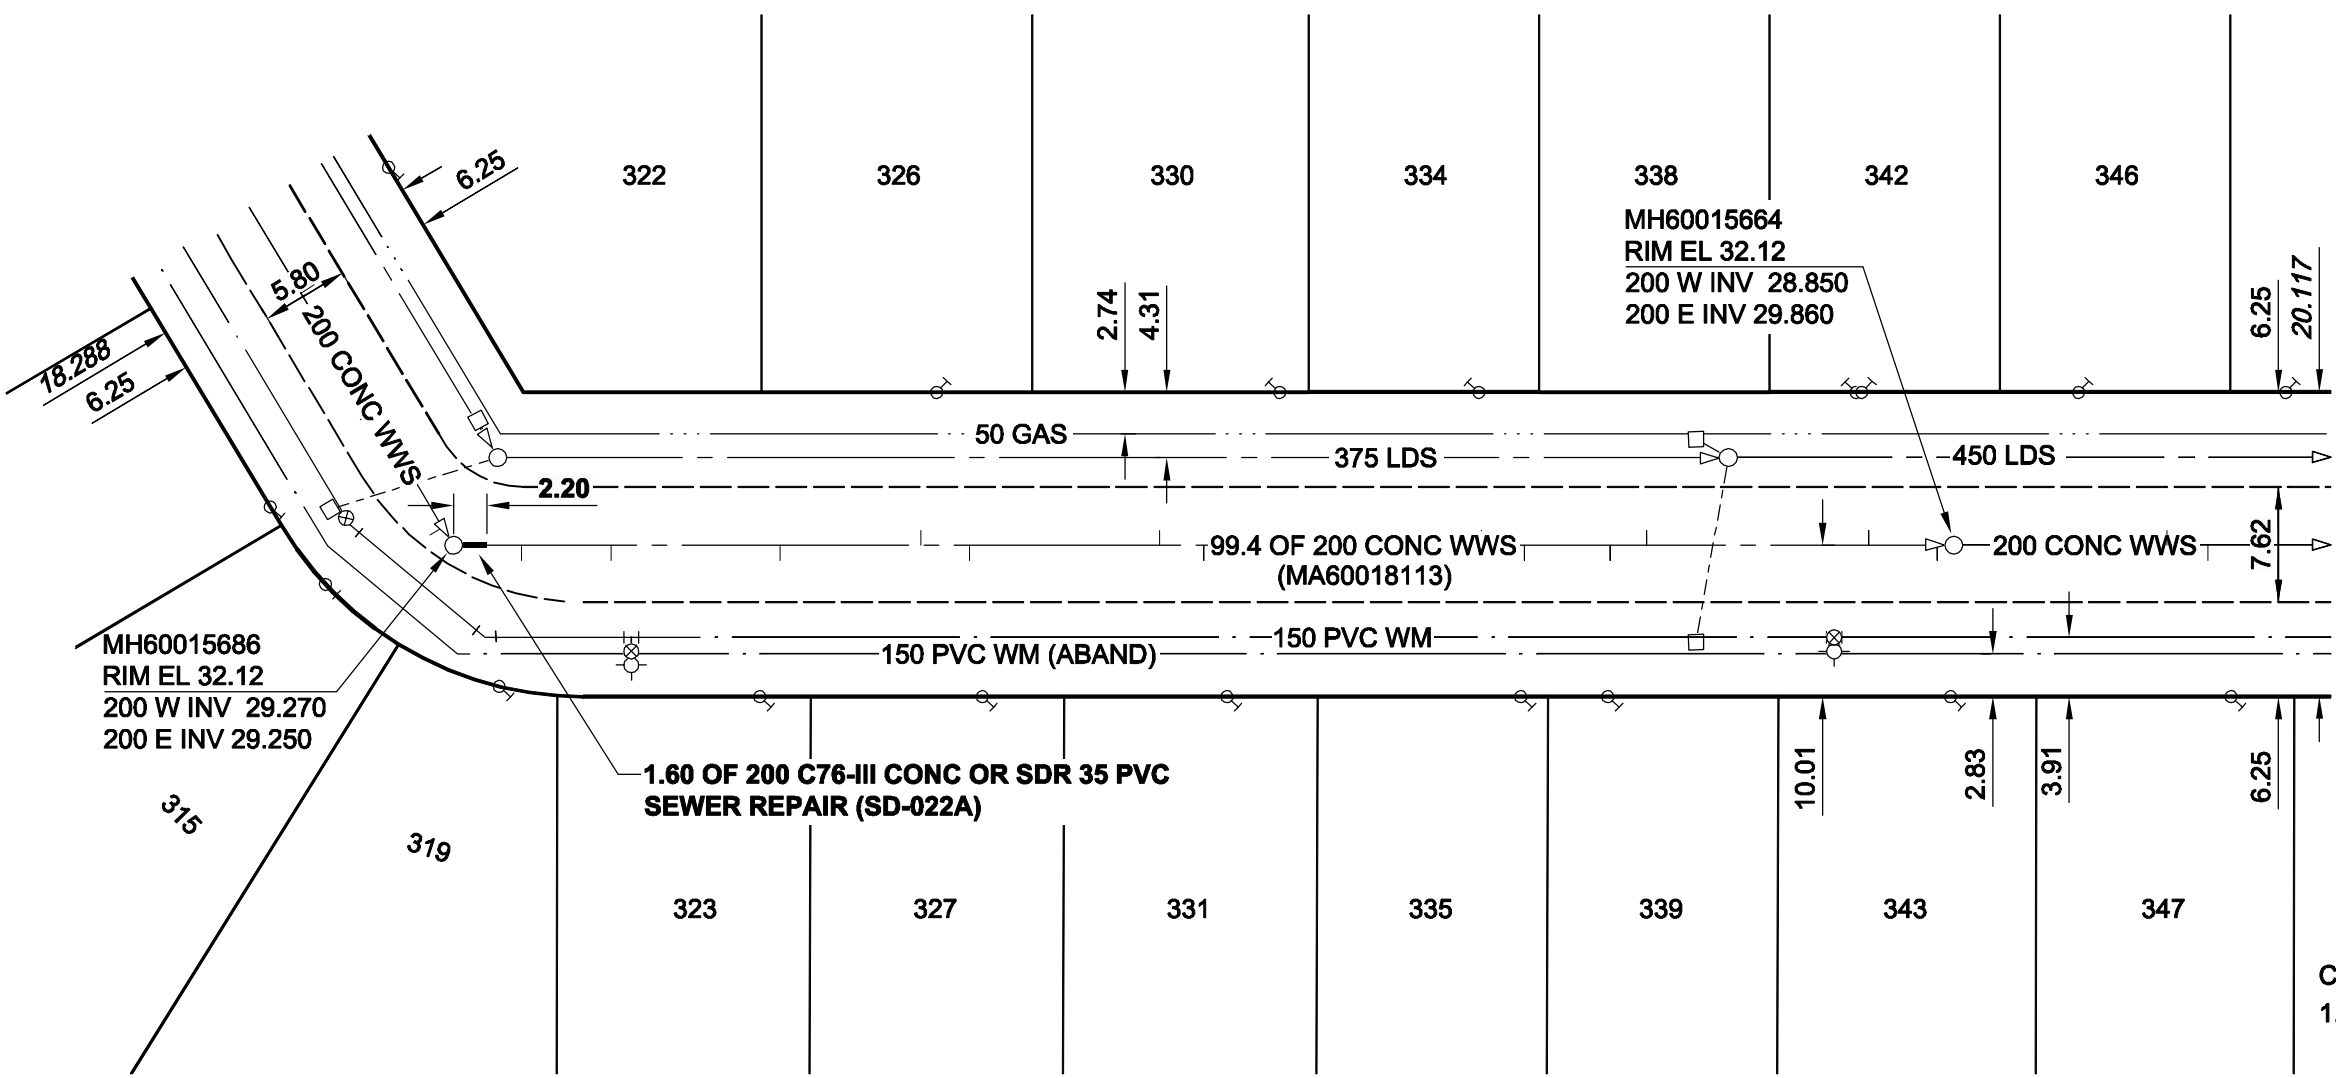 322
326
330
334
338
342
346
6.25
MH60015664
RIM EL 32.12
200 W INV  28.850
200 E INV 29.860
5.80
2.74
4.31
6.25
20.117
18.288
6.25
200 CONC WWS
50 GAS
375 LDS
450 LDS
2.20
99.4 OF 200 CONC WWS
(MA60018113)
200 CONC WWS
7.62
150 PVC WM
150 PVC WM (ABAND)
MH60015686
RIM EL 32.12
200 W INV  29.270
200 E INV 29.250
1.60 OF 200 C76-III CONC OR SDR 35 PVC
SEWER REPAIR (SD-022A)
10.01
2.83
3.91
6.25
315
319
323
327
331
335
339
343
347
C
1.